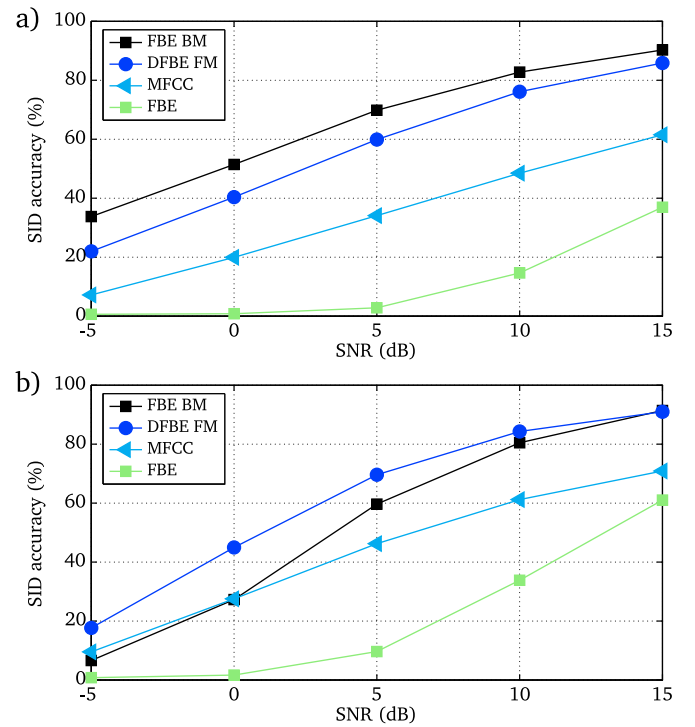 a)
100
80
60
40
20
0
SID accuracy (%)
FBE BM
DFBE FM
MFCC
FBE
-5 0 5 10 15
SNR (dB)
b)
100
80
60
40
20
0
SID accuracy (%)
FBE BM
DFBE FM
MFCC
FBE
-5 0 5 10 15
SNR (dB)